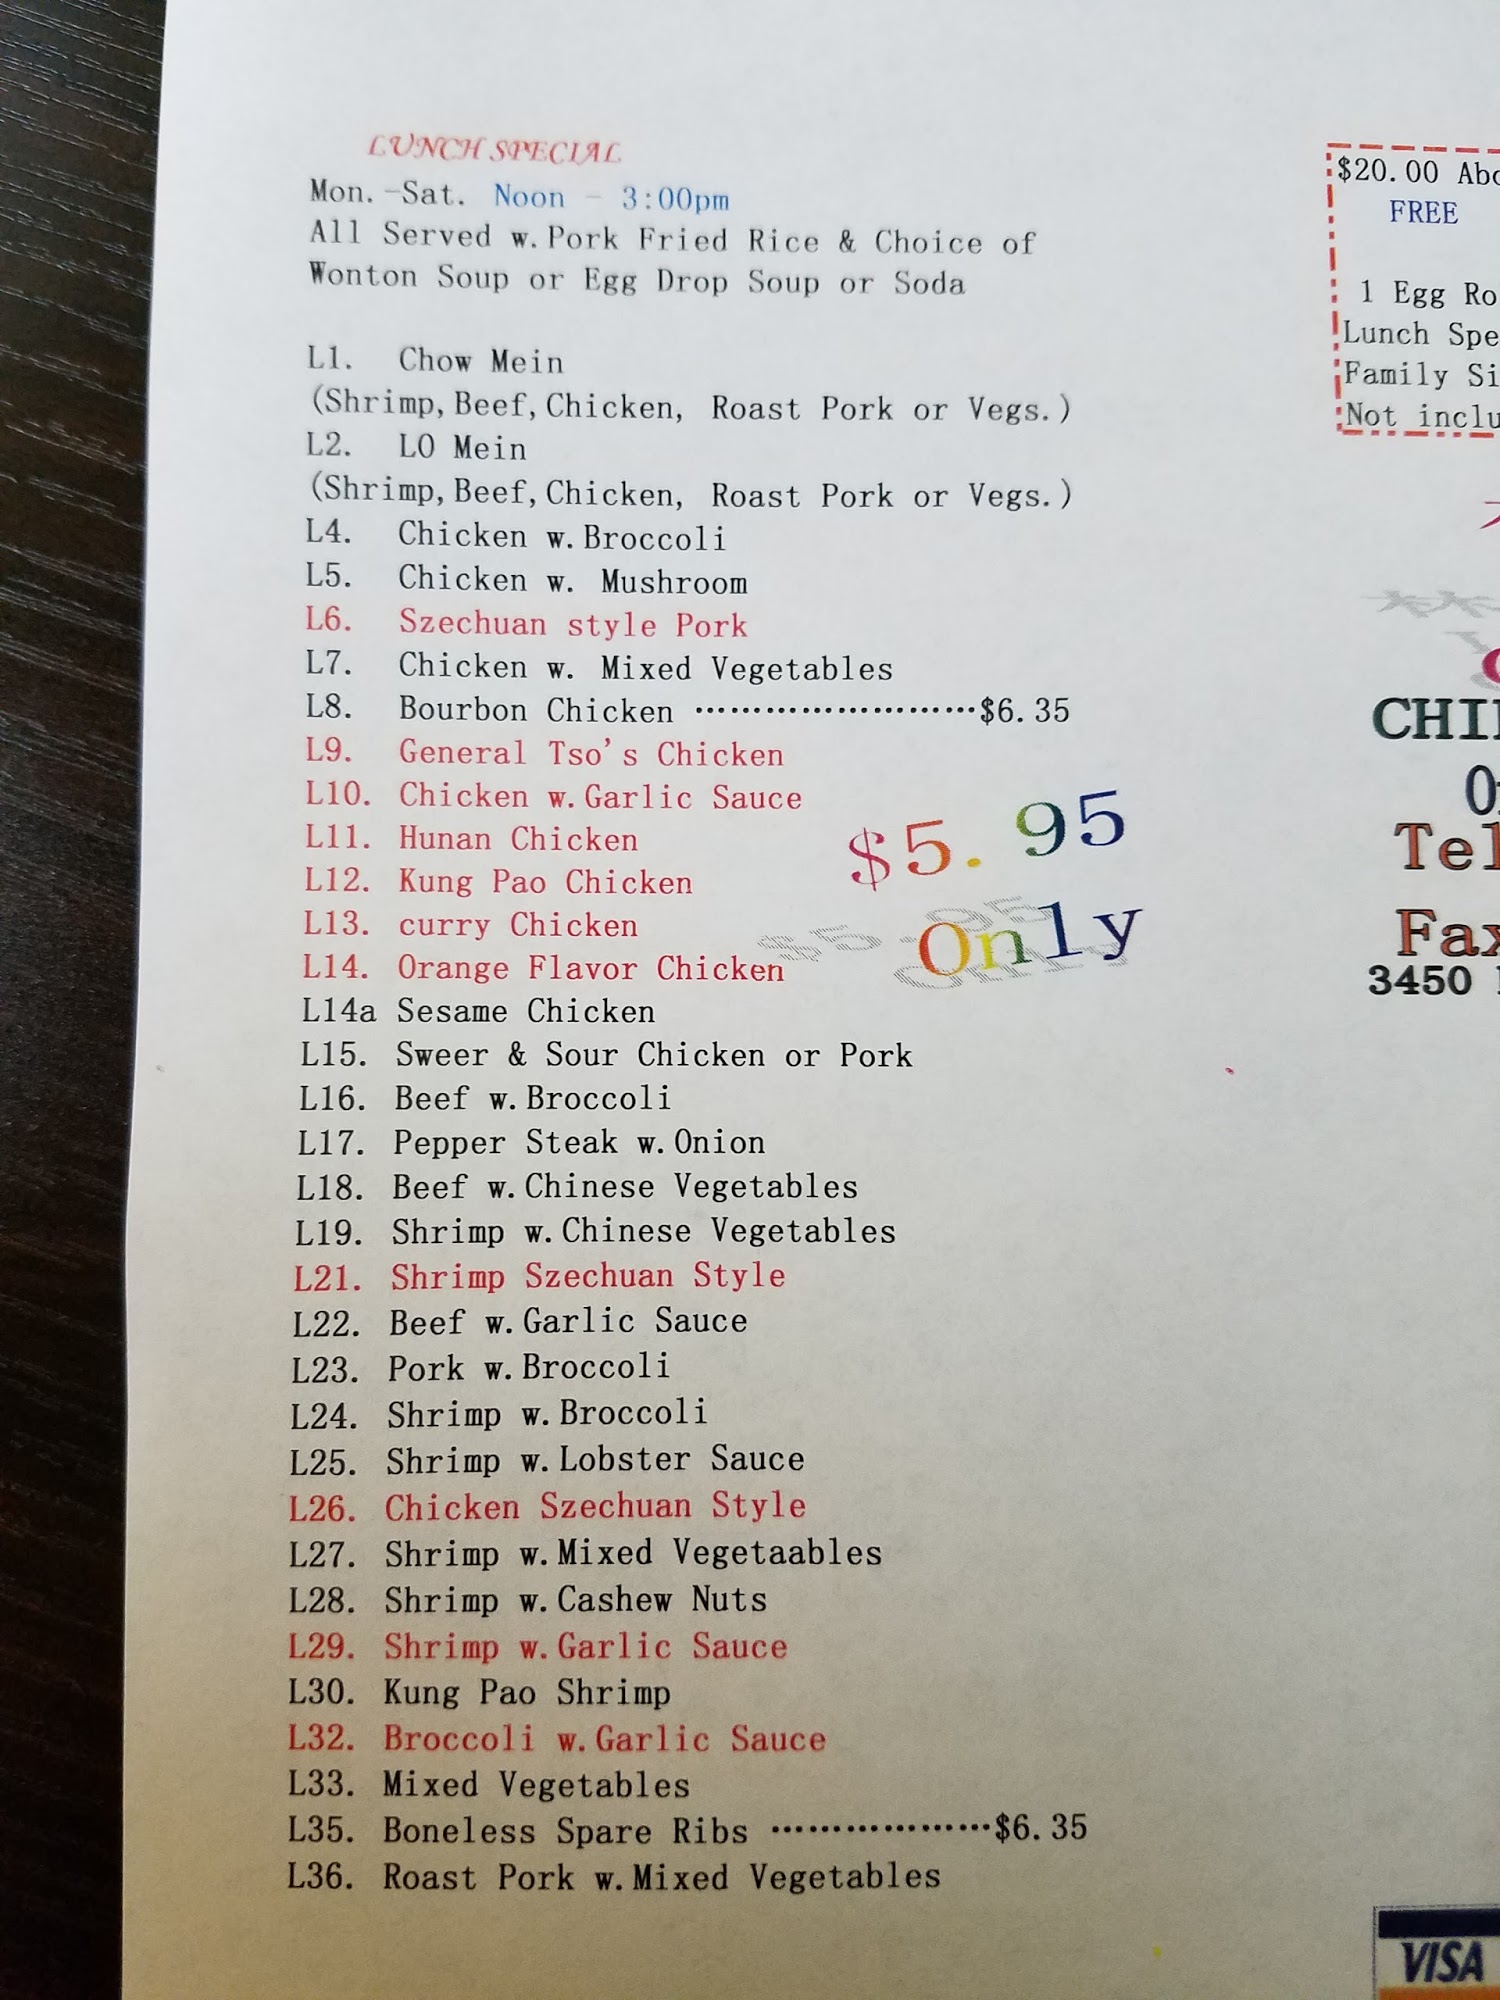 LUNCH SPECIAL
Mon.-Sat. Noon - 3:00pm
All Served w.Pork Fried Rice & Choice of
Wonton Soup or Egg Drop Soup or Soda
L1. Chow Mein
(Shrimp,Beef,Chicken, Roast Pork or Vegs.)
L2. LO Mein
(Shrimp,Beef,Chicken, Roast Pork or Vegs.)
L4. Chicken w.Broccoli
L5. Chicken w. Mushroom
L6. Szechuan style Pork
L7. Chicken w. Mixed Vegetables
L8. Bourbon Chicken ························$6.35
L9. General Tso's Chicken
L10. Chicken w.Garlic Sauce
L11. Hunan Chicken
L12. Kung Pao Chicken
L13. curry Chicken
L14. Orange Flavor Chicken
$5.95
Only
L14a Sesame Chicken
L15. Sweer & Sour Chicken or Pork
L16. Beef w.Broccoli
L17. Pepper Steak w.Onion
L18. Beef w.Chinese Vegetables
L19. Shrimp w.Chinese Vegetables
L21. Shrimp Szechuan Style
L22. Beef w.Garlic Sauce
L23. Pork w.Broccoli
L24. Shrimp w.Broccoli
L25. Shrimp w.Lobster Sauce
L26. Chicken Szechuan Style
L27. Shrimp w.Mixed Vegetaables
L28. Shrimp w.Cashew Nuts
L29. Shrimp w.Garlic Sauce
L30. Kung Pao Shrimp
L32. Broccoli w.Garlic Sauce
L33. Mixed Vegetables
L35. Boneless Spare Ribs ···················$6.35
L36. Roast Pork w.Mixed Vegetables
$20.00 Abo
FREE
1 Egg Ro
Lunch Spe
Family Si
Not inclu
CHI
Tel
Fax
3450
VISA